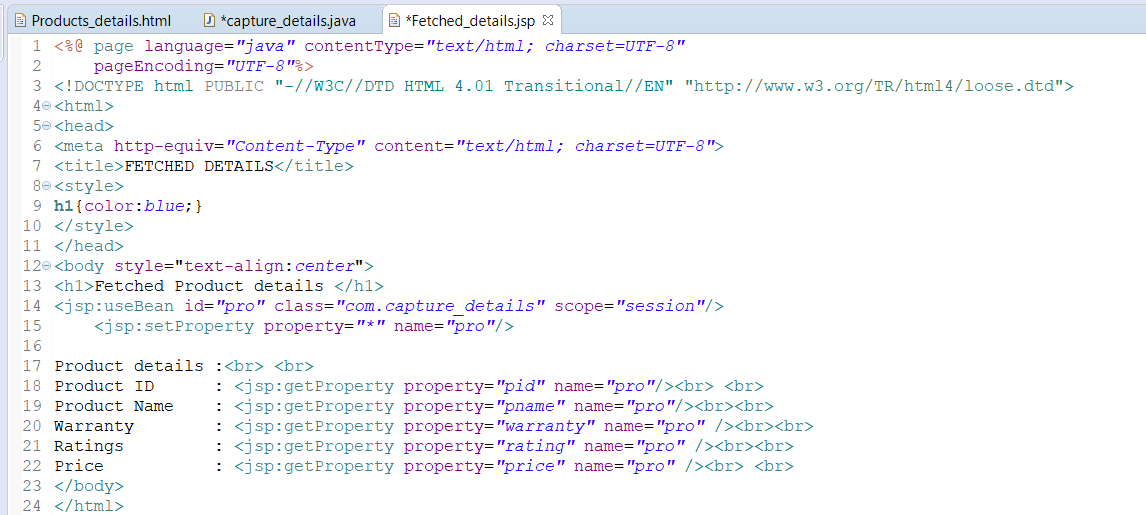 Products_details.html *capture_details.java *Fetched_details.jsp
1 <%@ page language="java" contentType="text/html; charset=UTF-8"
2     pageEncoding="UTF-8"%>
3 <!DOCTYPE html PUBLIC "-//W3C//DTD HTML 4.01 Transitional//EN" "http://www.w3.org/TR/html4/loose.dtd">
4 <html>
5 <head>
6 <meta http-equiv="Content-Type" content="text/html; charset=UTF-8">
7 <title>FETCHED DETAILS</title>
8 <style>
9 h1{color:blue;}
10 </style>
11 </head>
12 <body style="text-align:center">
13 <h1>Fetched Product details </h1>
14 <jsp:useBean id="pro" class="com.capture_details" scope="session"/>
15     <jsp:setProperty property="*" name="pro"/>
16
17 Product details :<br> <br>
18 Product ID      : <jsp:getProperty property="pid" name="pro"/><br> <br>
19 Product Name    : <jsp:getProperty property="pname" name="pro"/><br><br>
20 Warranty        : <jsp:getProperty property="warranty" name="pro" /><br><br>
21 Ratings         : <jsp:getProperty property="rating" name="pro" /><br><br>
22 Price           : <jsp:getProperty property="price" name="pro" /><br> <br>
23 </body>
24 </html>